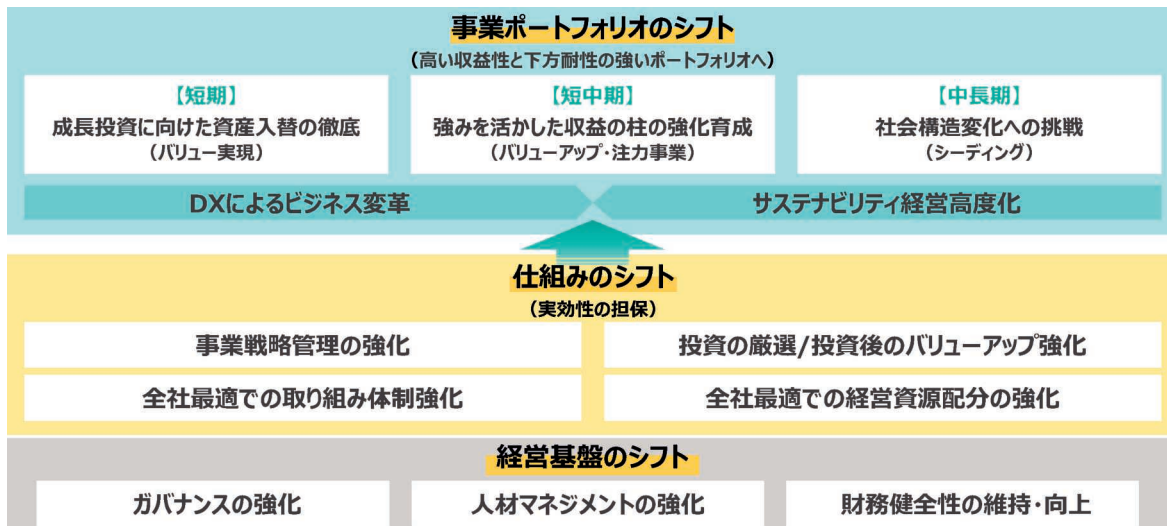 事業ポートフォリオのシフト
（高い収益性と下方耐性の強いポートフォリオへ）
【短期】
成長投資に向けた資産入替の徹底
（バリュー実現）
【短中期】
強みを活かした収益の柱の強化育成
（バリューアップ・注力事業）
【中長期】
社会構造変化への挑戦
（シーディング）
DXによるビジネス変革
サステナビリティ経営高度化
仕組みのシフト
（実効性の担保）
事業戦略管理の強化
投資の厳選/投資後のバリューアップ強化
全社最適での取り組み体制強化
全社最適での経営資源配分の強化
経営基盤のシフト
ガバナンスの強化
人材マネジメントの強化
財務健全性の維持・向上